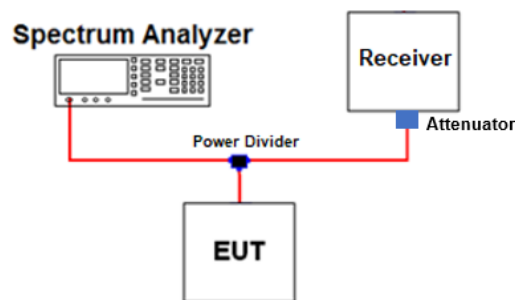 Spectrum Analyzer
Receiver
Attenuator
Power Divider
EUT